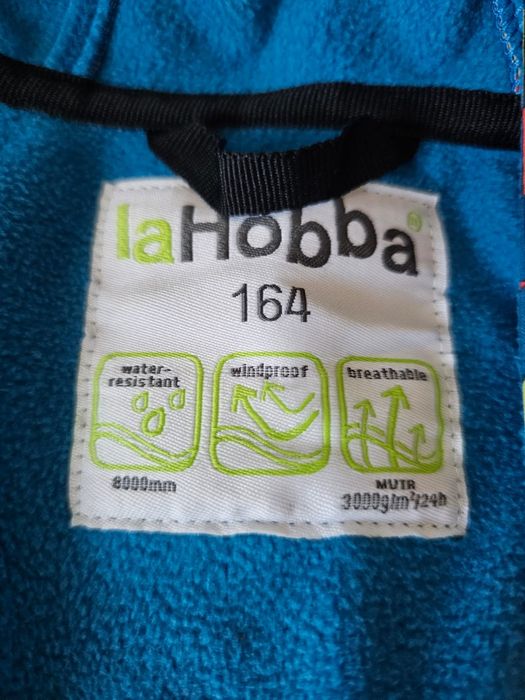 laHobba®
164
water-
resistant
windproof
breathable
8000mm
MVTR
3000g/m²/24h